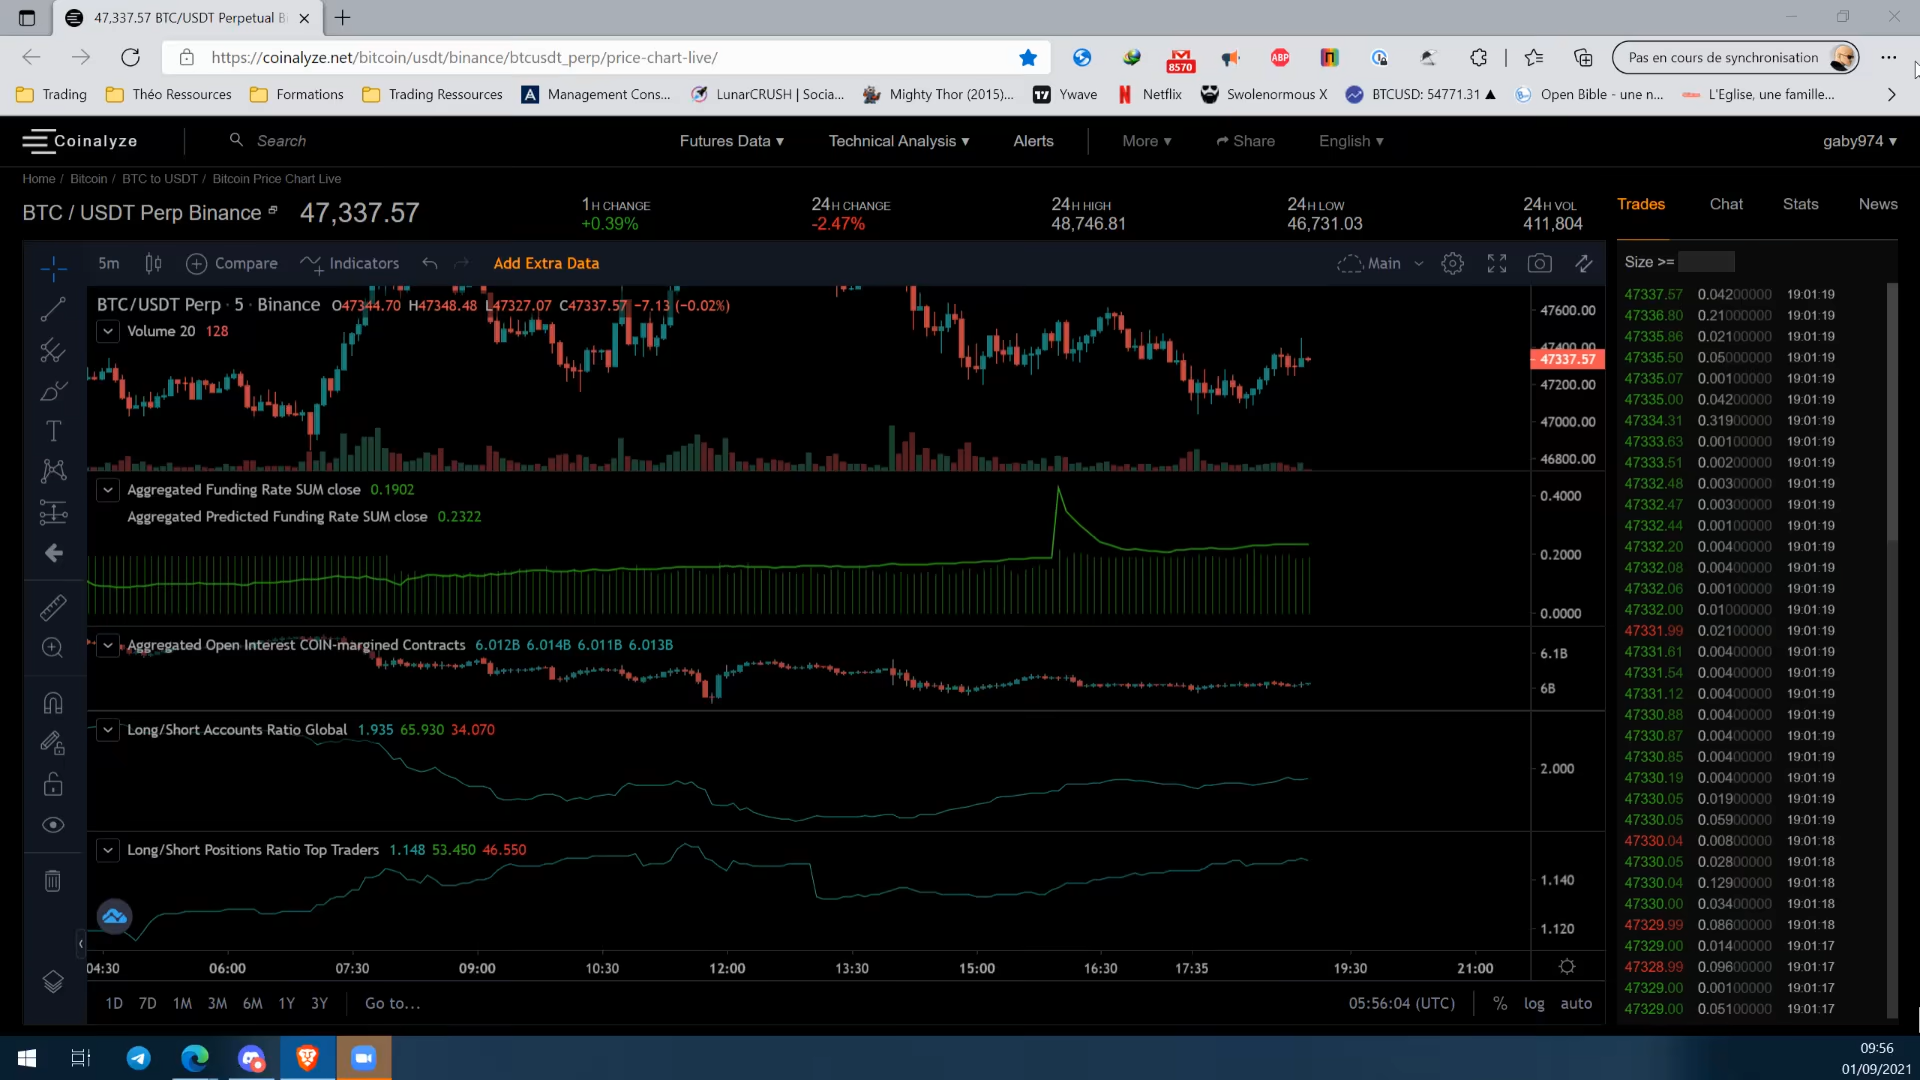 47,337.57 BTC/USDT Perpetual B
https://coinalyze.net/bitcoin/usdt/binance/btcusdt_perp/price-chart-live/
8570
ABP
Pas en cours de synchronisation
Trading
Théo Ressources
Formations
Trading Ressources
Management Cons...
LunarCRUSH | Socia...
Mighty Thor (2015)...
Ywave
Netflix
Swolenormous X
BTCUSD: 54771.31 ▲
Open Bible - une n...
L'Eglise, une famille...
Coinalyze
Search
Futures Data ▾
Technical Analysis ▾
Alerts
More ▾
Share
English ▾
gaby974 ▾
Home / Bitcoin / BTC to USDT / Bitcoin Price Chart Live
BTC / USDT Perp Binance 47,337.57
1H CHANGE
+0.39%
24H CHANGE
-2.47%
24H HIGH
48,746.81
24H LOW
46,731.03
24H VOL
411,804
Trades Chat Stats News
5m
Compare
Indicators
Add Extra Data
Main
Size >=
BTC/USDT Perp · 5 · Binance O47344.70 H47348.48 L47327.07 C47337.57 −7.13 (−0.02%)
Volume 20 128
47600.00
47400.00
47337.57
47200.00
47000.00
46800.00
Aggregated Funding Rate SUM close 0.1902
Aggregated Predicted Funding Rate SUM close 0.2322
0.4000
0.2000
0.0000
Aggregated Open Interest COIN-margined Contracts 6.012B 6.014B 6.011B 6.013B
6.1B
6B
Long/Short Accounts Ratio Global 1.935 65.930 34.070
2.000
Long/Short Positions Ratio Top Traders 1.148 53.450 46.550
1.140
1.120
04:30 06:00 07:30 09:00 10:30 12:00 13:30 15:00 16:30 17:35 19:30 21:00
1D 7D 1M 3M 6M 1Y 3Y Go to...
05:56:04 (UTC) % log auto
47337.57 0.04200000 19:01:19
47336.80 0.21000000 19:01:19
47335.86 0.02100000 19:01:19
47335.50 0.05000000 19:01:19
47335.07 0.00100000 19:01:19
47335.00 0.04200000 19:01:19
47334.31 0.31900000 19:01:19
47333.63 0.00100000 19:01:19
47333.51 0.00200000 19:01:19
47332.48 0.00300000 19:01:19
47332.47 0.00300000 19:01:19
47332.44 0.00100000 19:01:19
47332.20 0.00400000 19:01:19
47332.08 0.00400000 19:01:19
47332.06 0.00100000 19:01:19
47332.00 0.01000000 19:01:19
47331.99 0.02100000 19:01:19
47331.61 0.00400000 19:01:19
47331.54 0.00400000 19:01:19
47331.12 0.00400000 19:01:19
47330.88 0.00400000 19:01:19
47330.87 0.00400000 19:01:19
47330.85 0.00400000 19:01:19
47330.19 0.00400000 19:01:19
47330.05 0.01900000 19:01:19
47330.05 0.05900000 19:01:19
47330.04 0.00800000 19:01:18
47330.05 0.02800000 19:01:18
47330.04 0.12900000 19:01:18
47330.00 0.03400000 19:01:18
47329.99 0.08600000 19:01:18
47329.00 0.01400000 19:01:17
47328.99 0.09600000 19:01:17
47329.00 0.00100000 19:01:17
47329.00 0.05100000 19:01:17
09:56
01/09/2021